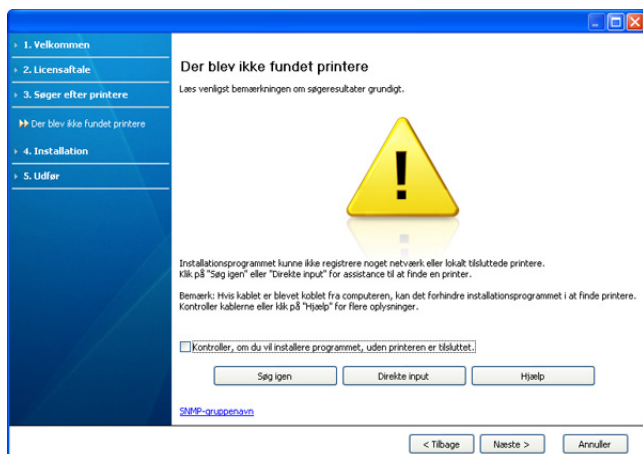 1. Velkommen
2. Licensaftale
3. Søger efter printere
Der blev ikke fundet printere
4. Installation
5. Udfør
Der blev ikke fundet printere
Læs venligst bemærkningen om søgeresultater grundigt.
Installationsprogrammet kunne ikke registrere noget netværk eller lokalt tilsluttede printere.
Klik på "Søg igen" eller "Direkte input" for assistance til at finde en printer.
Bemærk: Hvis kablet er blevet koblet fra computeren, kan det forhindre installationsprogrammet i at finde printere.
Kontroller kablerne eller klik på "Hjælp" for flere oplysninger.
Kontroller, om du vil installere programmet, uden printeren er tilsluttet.
Søg igen
Direkte input
Hjælp
SNMP-gruppenavn
< Tilbage
Næste >
Annuller